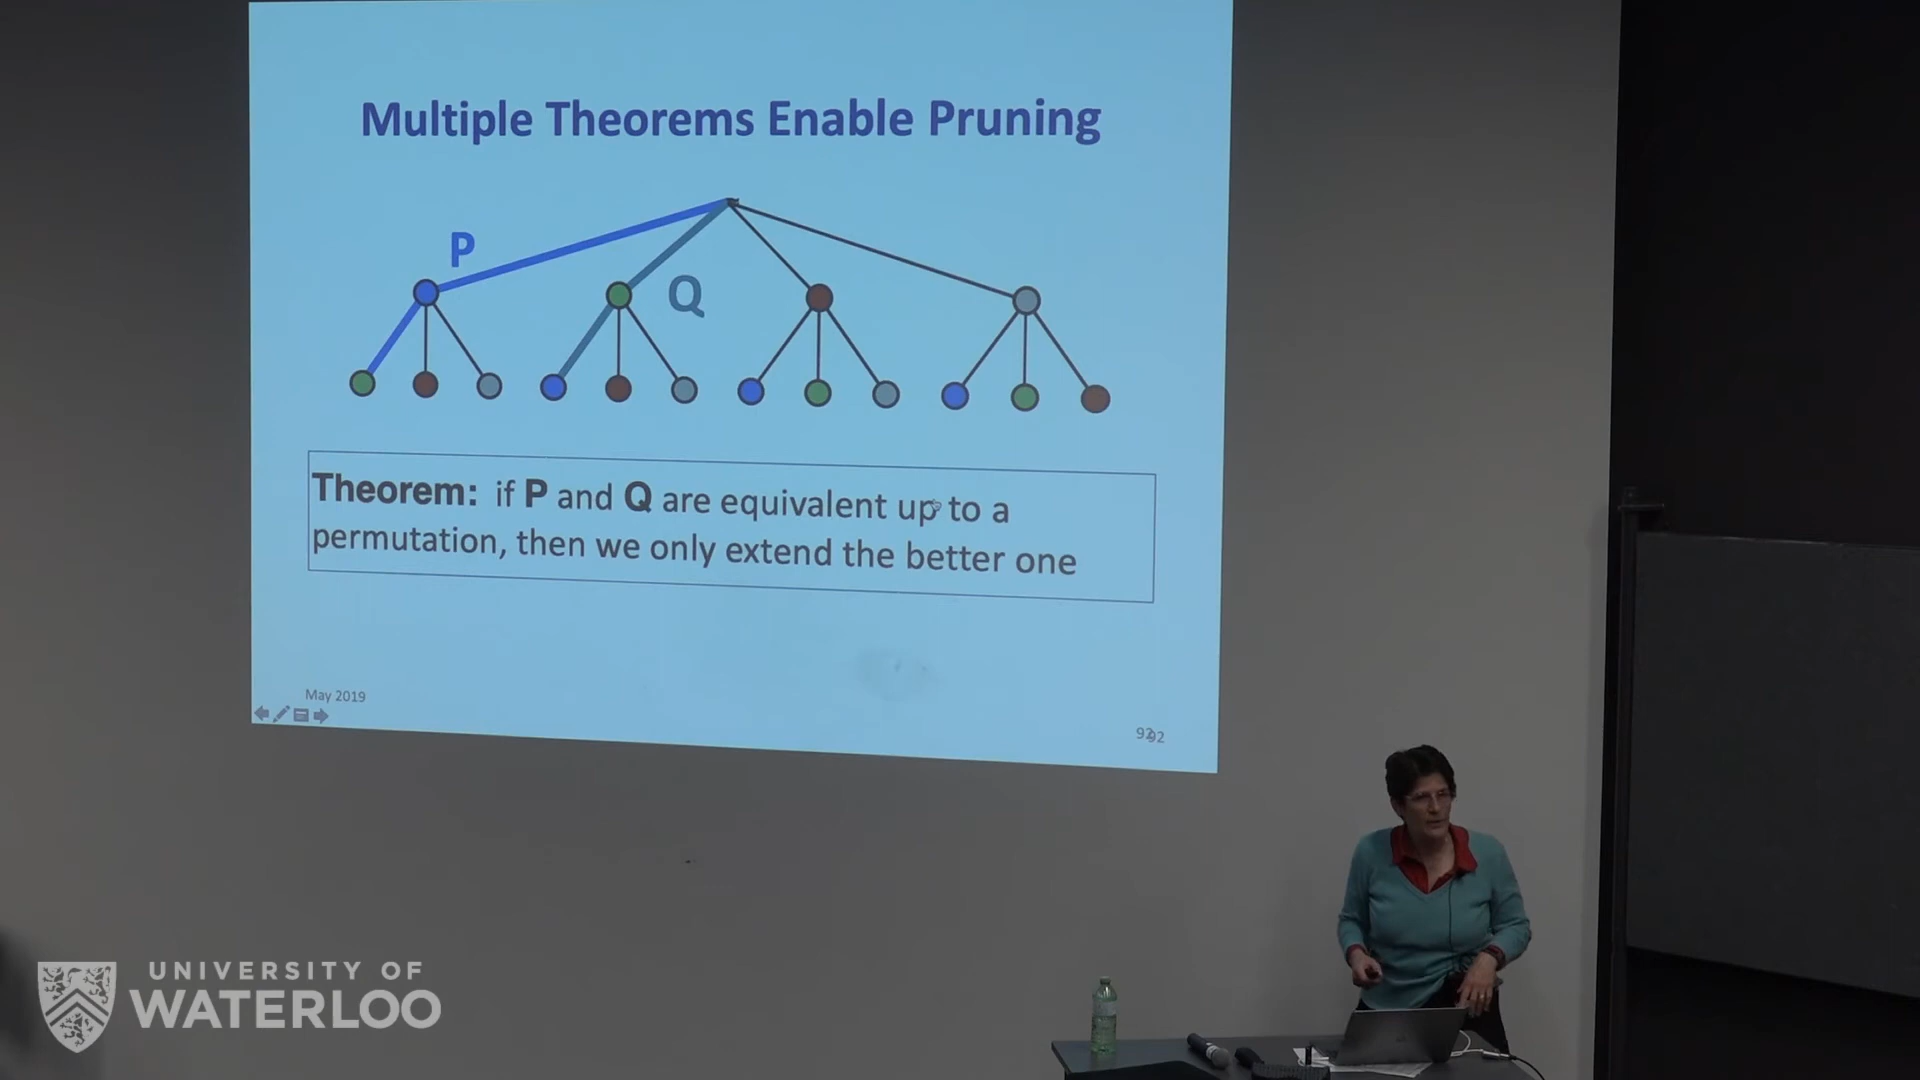 Multiple Theorems Enable Pruning
P
Q
Theorem: if P and Q are equivalent up to a
permutation, then we only extend the better one
May 2019
9292
UNIVERSITY OF
WATERLOO